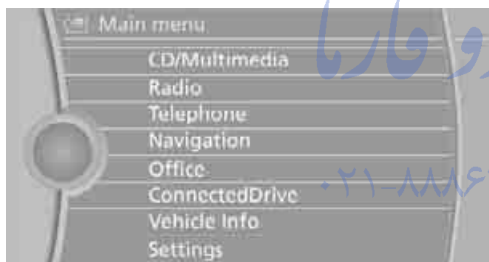 Main menu
CD/Multimedia
Radio
Telephone
Navigation
Office
ConnectedDrive
Vehicle Info
Settings